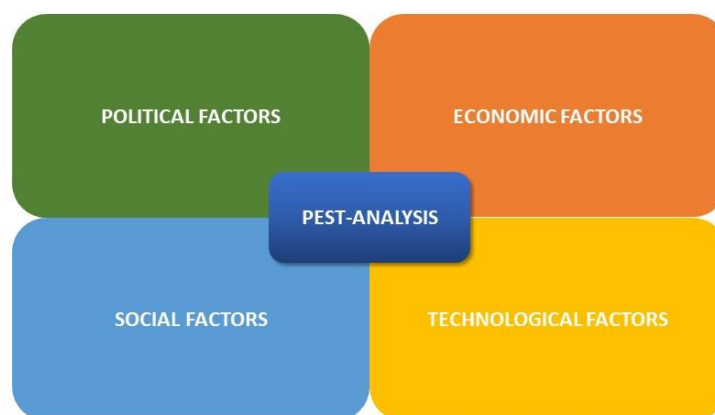 POLITICAL FACTORS
ECONOMIC FACTORS
PEST-ANALYSIS
SOCIAL FACTORS
TECHNOLOGICAL FACTORS